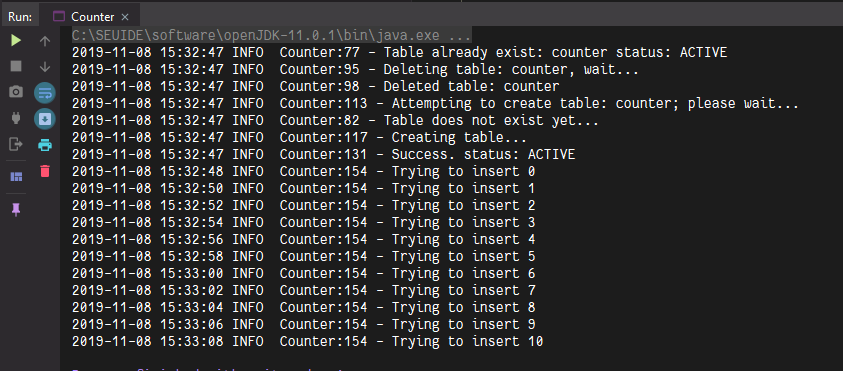 Run: Counter ×
C:\SEUIDE\software\openJDK-11.0.1\bin\java.exe ...
2019-11-08 15:32:47 INFO  Counter:77 - Table already exist: counter status: ACTIVE
2019-11-08 15:32:47 INFO  Counter:95 - Deleting table: counter, wait...
2019-11-08 15:32:47 INFO  Counter:98 - Deleted table: counter
2019-11-08 15:32:47 INFO  Counter:113 - Attempting to create table: counter; please wait...
2019-11-08 15:32:47 INFO  Counter:82 - Table does not exist yet...
2019-11-08 15:32:47 INFO  Counter:117 - Creating table...
2019-11-08 15:32:47 INFO  Counter:131 - Success. status: ACTIVE
2019-11-08 15:32:48 INFO  Counter:154 - Trying to insert 0
2019-11-08 15:32:50 INFO  Counter:154 - Trying to insert 1
2019-11-08 15:32:52 INFO  Counter:154 - Trying to insert 2
2019-11-08 15:32:54 INFO  Counter:154 - Trying to insert 3
2019-11-08 15:32:56 INFO  Counter:154 - Trying to insert 4
2019-11-08 15:32:58 INFO  Counter:154 - Trying to insert 5
2019-11-08 15:33:00 INFO  Counter:154 - Trying to insert 6
2019-11-08 15:33:02 INFO  Counter:154 - Trying to insert 7
2019-11-08 15:33:04 INFO  Counter:154 - Trying to insert 8
2019-11-08 15:33:06 INFO  Counter:154 - Trying to insert 9
2019-11-08 15:33:08 INFO  Counter:154 - Trying to insert 10